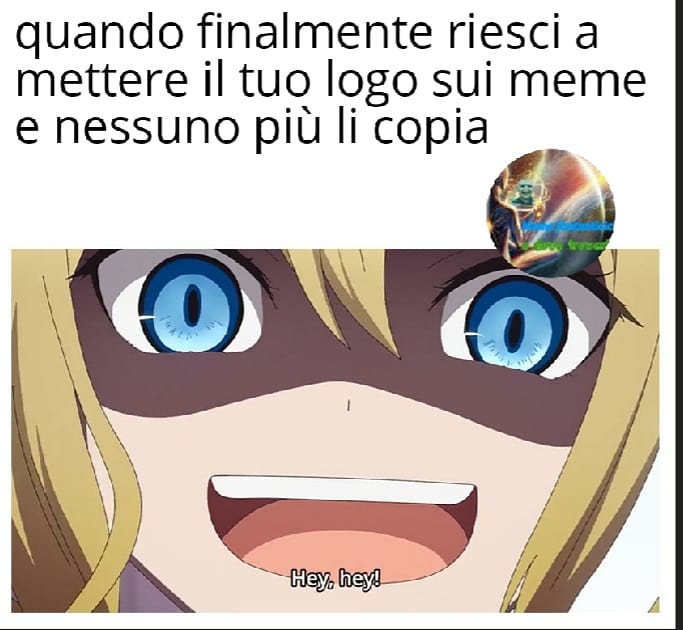 quando finalmente riesci a
mettere il tuo logo sui meme
e nessuno più li copia
Hey, hey!